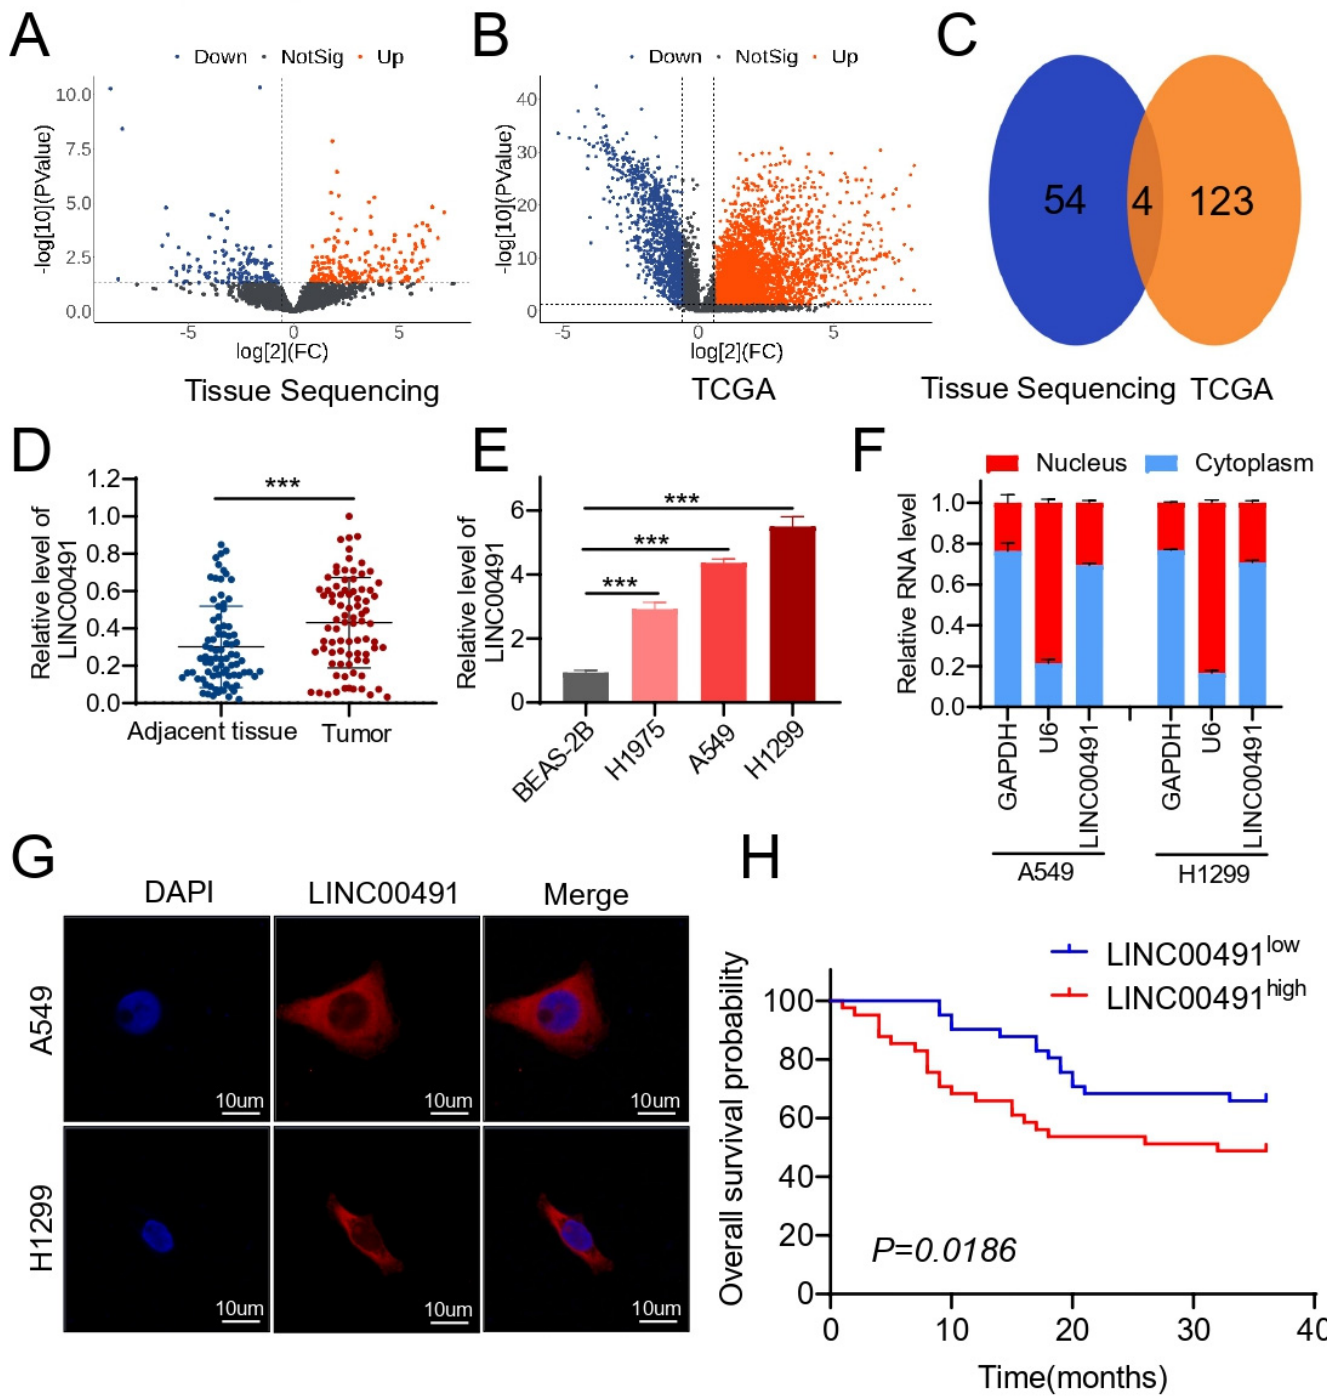 A
Down NotSig Up
10.0
7.5
5.0
2.5
0.0
-log[10](PValue)
-5 0 5
log[2](FC)
Tissue Sequencing
B
Down NotSig Up
40
30
20
10
0
-log[10](PValue)
-5 0 5
log[2](FC)
TCGA
C
54 4 123
Tissue Sequencing TCGA
D
Relative level of
LINC00491
1.2
1.0
0.8
0.6
0.4
0.2
0.0
***
Adjacent tissue Tumor
E
Relative level of
LINC00491
6
4
2
0
***
***
***
BEAS-2B
H1975
A549
H1299
F
Nucleus Cytoplasm
Relative RNA level
1.0
0.8
0.6
0.4
0.2
0.0
GAPDH
U6
LINC00491
GAPDH
U6
LINC00491
A549 H1299
G
DAPI LINC00491 Merge
A549
10um 10um 10um
H1299
10um 10um 10um
H
LINC00491low
LINC00491high
Overall survival probability
100
80
60
40
20
0
P=0.0186
0 10 20 30 40
Time(months)